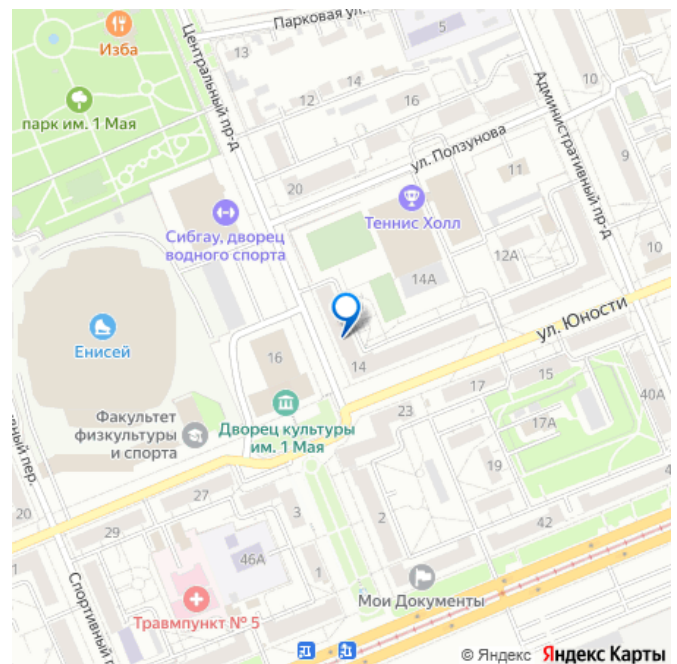 Парковая ул.
Изба
13
5
Центральный пр-д
14
12
16
10
Административный пр-д
парк им. 1 Мая
ул. Ползунова
9
11
20
Теннис Холл
Сибгау, дворец
водного спорта
12А
10
14А
ул. Юности
Енисей
16
14
15
17
40А
Факультет
физкультуры
и спорта
Дворец культуры
им. 1 Мая
23
17А
19
27
20
3
2
42
29
46А
1
1
Мои Документы
Травмпункт № 5
Спортивный п
© Яндекс Яндекс Карты